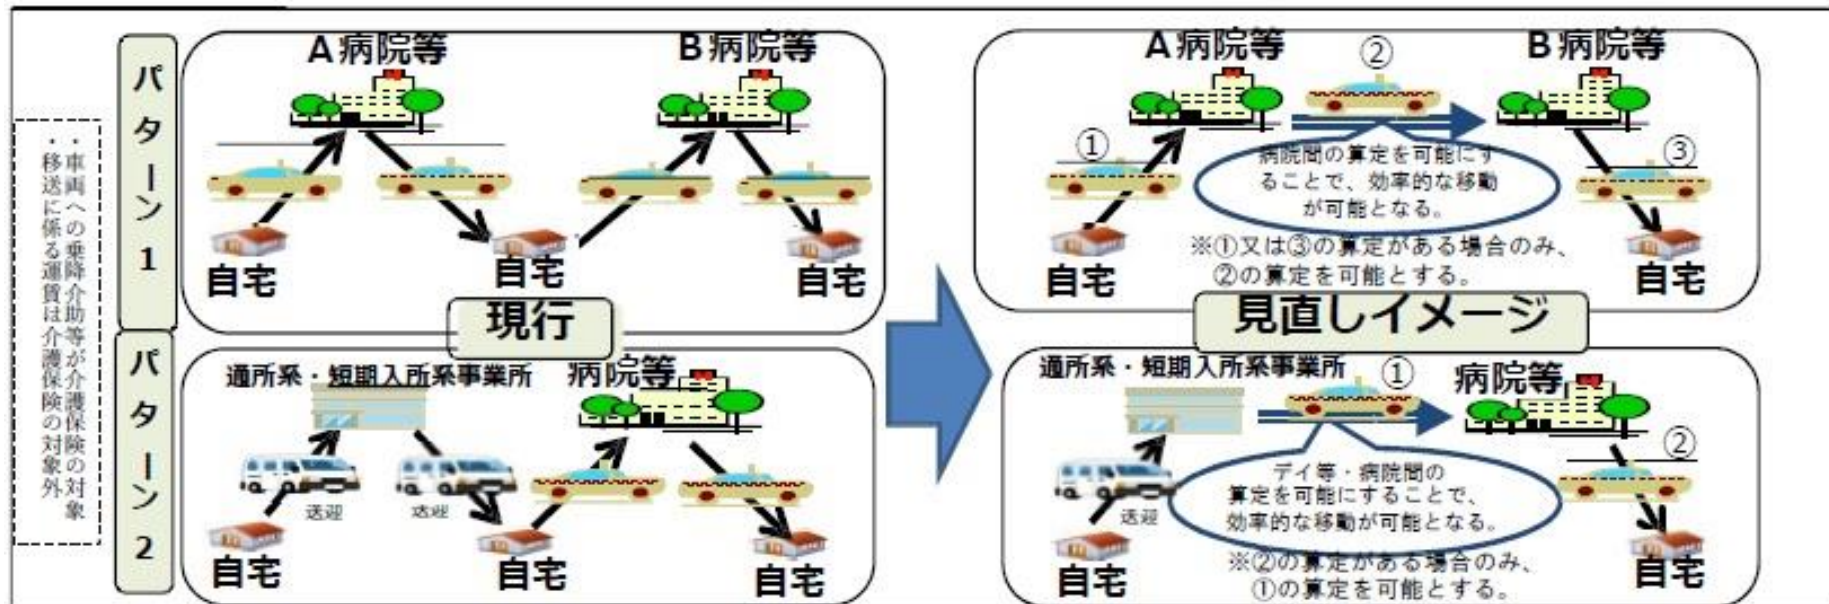 ・車両への乗降介助等が介護保険の対象
・移送に係る運賃は介護保険の対象外
パターン1
A病院等
B病院等
自宅
自宅
自宅
現行
パターン2
適所系・短期入所系事業所
病院等
送迎
送迎
自宅
自宅
自宅
A病院等
②
B病院等
①
③
病院間の算定を可能にす
ることで、効率的な移動
が可能となる。
自宅
自宅
※①又は③の算定がある場合のみ、
②の算定を可能とする。
見直しイメージ
通所系・短期入所系事業所
①
病院等
②
送迎
デイ等・病院間の
算定を可能にすることで、
効率的な移動が可能となる。
自宅
自宅
※②の算定がある場合のみ、
①の算定を可能とする。